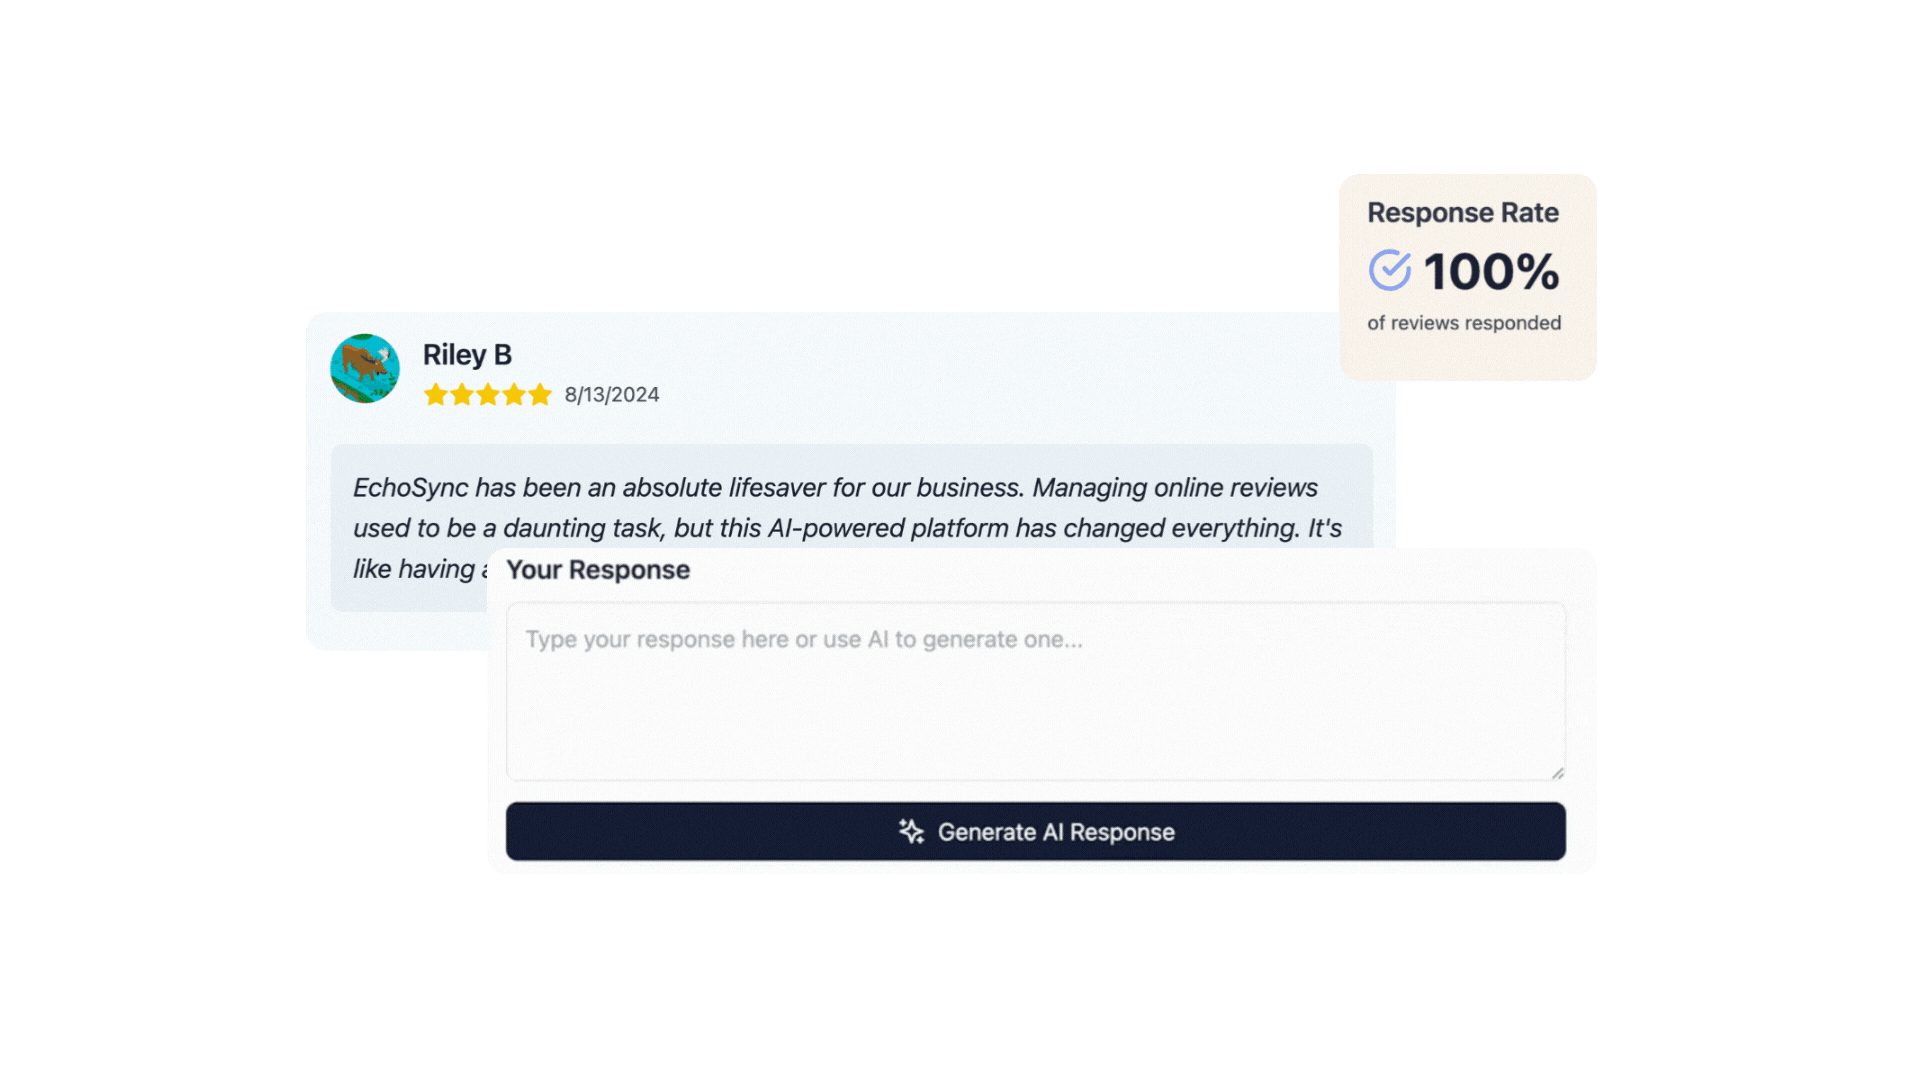 Response Rate
100%
of reviews responded
Riley B
8/13/2024
EchoSync has been an absolute lifesaver for our business. Managing online reviews
used to be a daunting task, but this AI-powered platform has changed everything. It's
like having
Your Response
Type your response here or use AI to generate one...
Generate AI Response